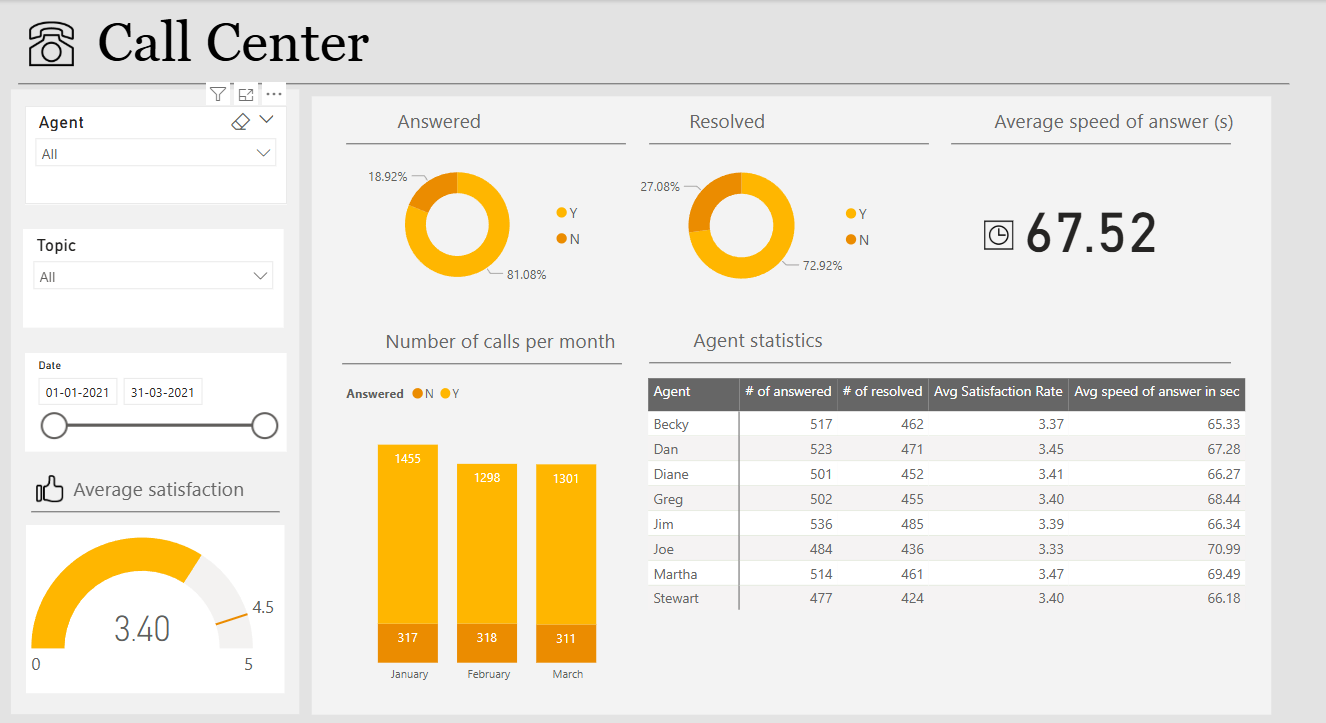 Call Center
Agent
All
Topic
All
Date
01-01-2021 31-03-2021
Average satisfaction
3.40
4.5
0 5
Answered
18.92%
Y
N
81.08%
Resolved
27.08%
Y
N
72.92%
Average speed of answer (s)
67.52
Number of calls per month
Answered N Y
1455 1298 1301
317 318 311
January February March
Agent statistics
Agent # of answered # of resolved Avg Satisfaction Rate Avg speed of answer in sec
Becky 517 462 3.37 65.33
Dan 523 471 3.45 67.28
Diane 501 452 3.41 66.27
Greg 502 455 3.40 68.44
Jim 536 485 3.39 66.34
Joe 484 436 3.33 70.99
Martha 514 461 3.47 69.49
Stewart 477 424 3.40 66.18